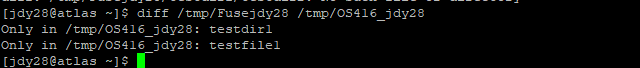 [jdy28@atlas ~]$ diff /tmp/Fusejdy28 /tmp/OS416_jdy28
Only in /tmp/OS416_jdy28: testdir1
Only in /tmp/OS416_jdy28: testfile1
[jdy28@atlas ~]$